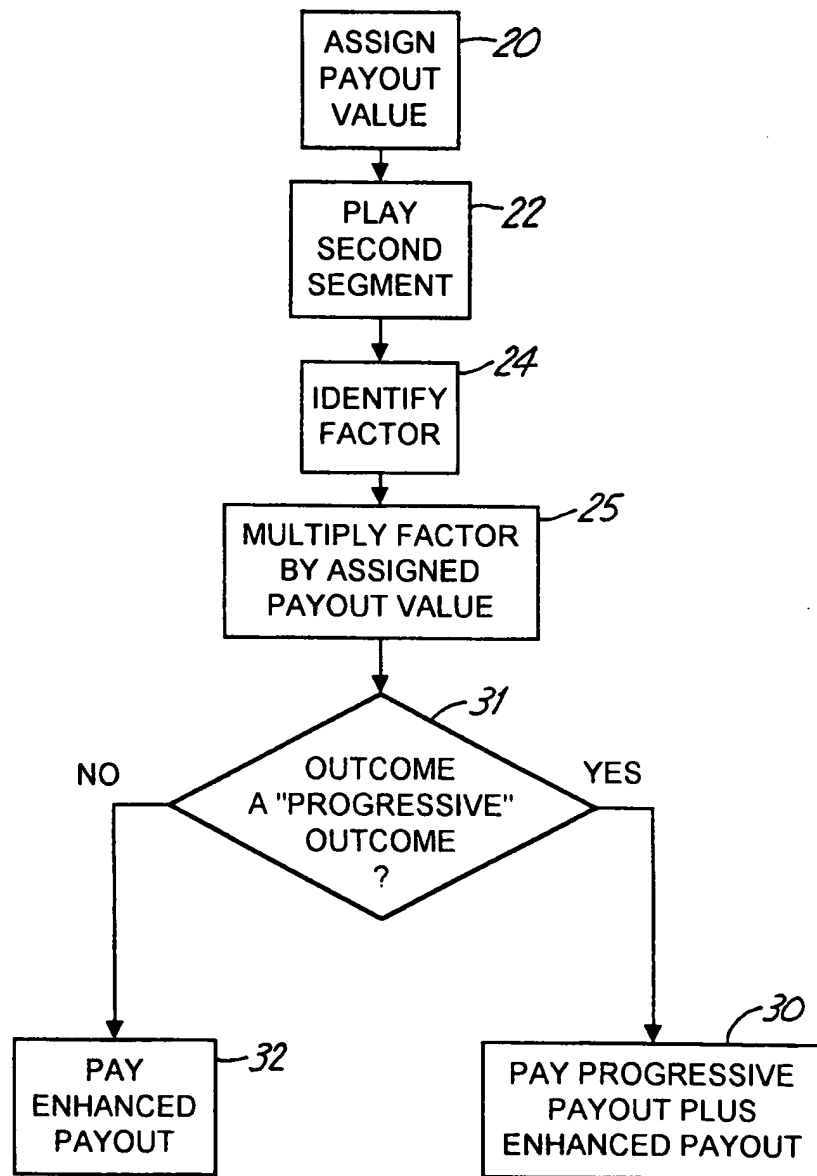 ASSIGN
PAYOUT
VALUE
20
PLAY
SECOND
SEGMENT
22
IDENTIFY
FACTOR
24
MULTIPLY FACTOR
BY ASSIGNED
PAYOUT VALUE
25
31
NO
OUTCOME
A "PROGRESSIVE"
OUTCOME
?
YES
PAY
ENHANCED
PAYOUT
32
PAY PROGRESSIVE
PAYOUT PLUS
ENHANCED PAYOUT
30